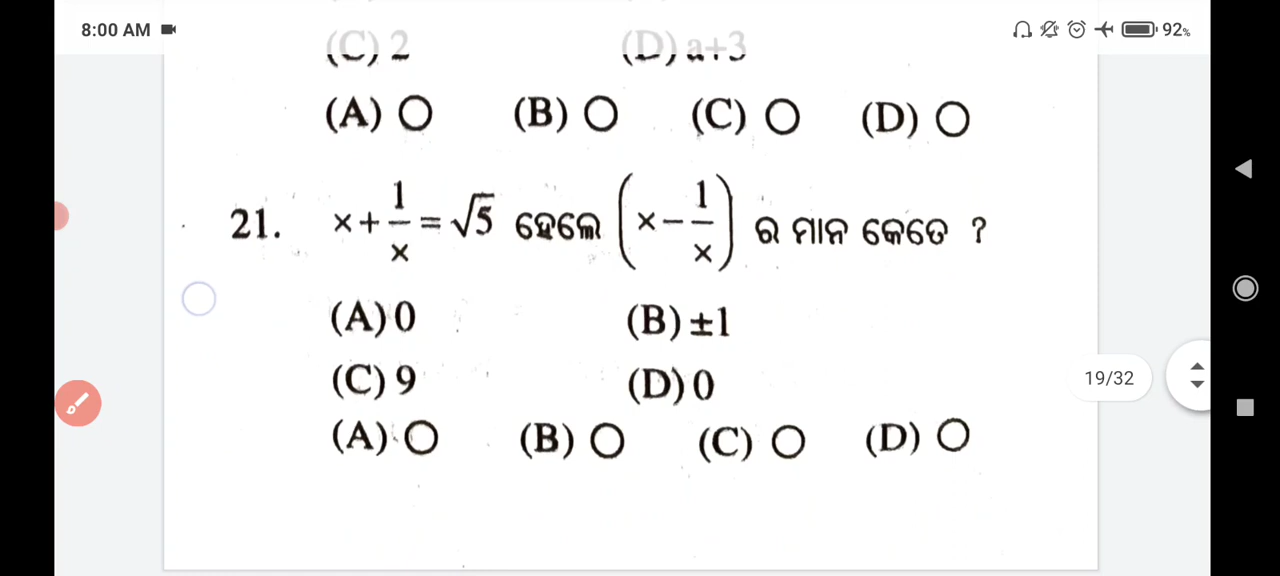 8:00 AM 92%
(C) 2 (D) a+3
(A) ○ (B) ○ (C) ○ (D) ○
21. x + 1/x = √5 ହେଲେ (x − 1/x) ର ମାନ କେତେ ?
(A) 0 (B) ±1
(C) 9 (D) 0
19/32
(A) ○ (B) ○ (C) ○ (D) ○